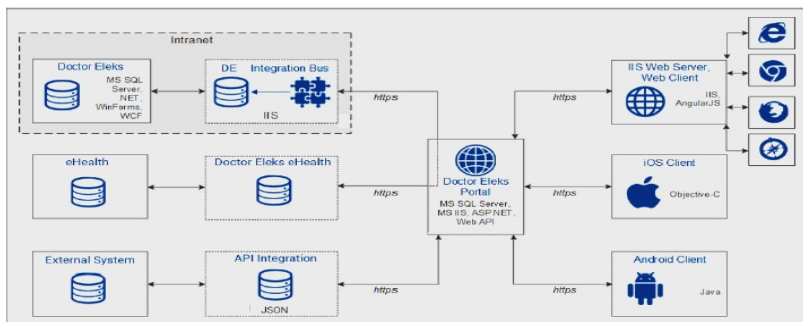 Intranet
Doctor Eleks
MS SQL
Server,
.NET,
WinForms,
WCF
DE Integration Bus
IIS
https
eHealth
Doctor Eleks eHealth
https
External System
API Integration
JSON
https
Doctor Eleks
Portal
MS SQL Server,
MS IIS, ASP.NET,
Web API
https
IIS Web Server,
Web Client
IIS,
AngularJS
https
iOS Client
Objective-C
https
Android Client
Java